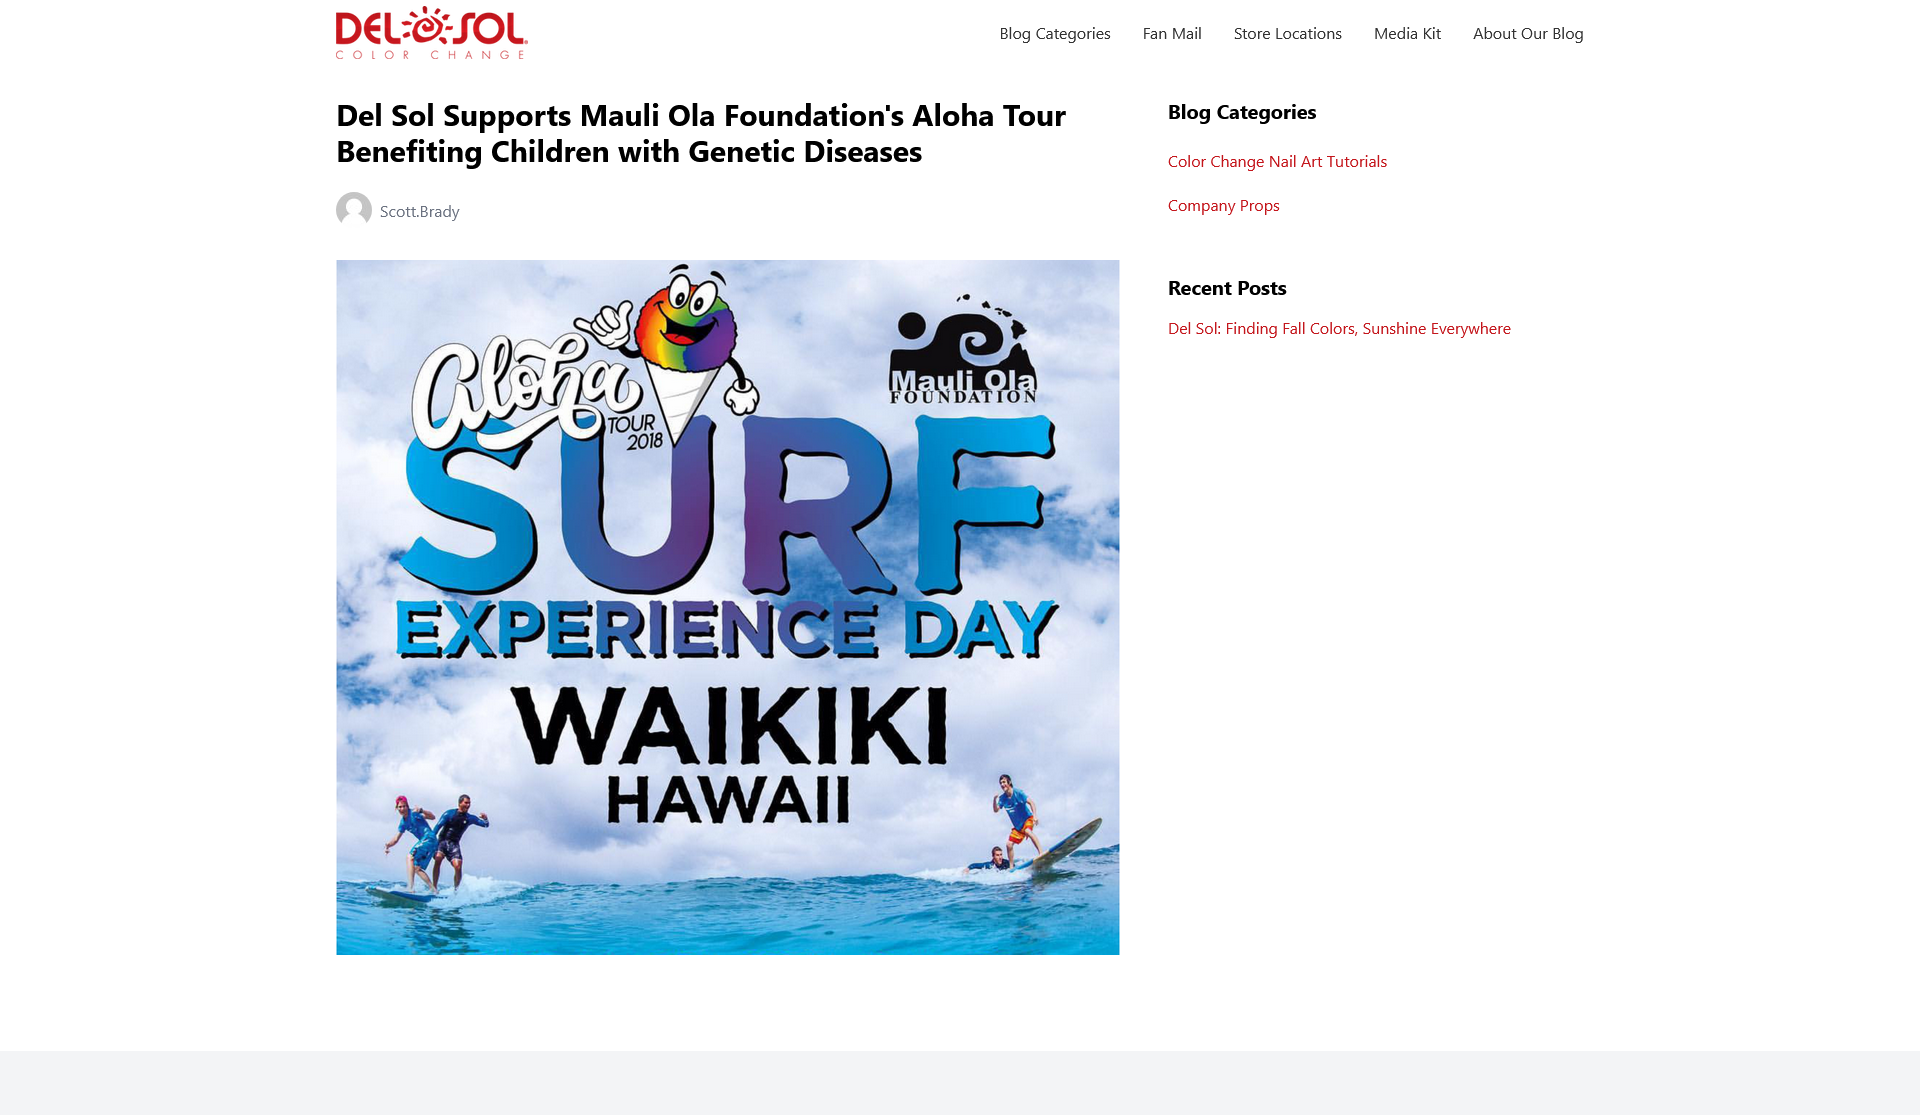 DEL SOL
COLOR CHANGE
Blog Categories
Fan Mail
Store Locations
Media Kit
About Our Blog
Del Sol Supports Mauli Ola Foundation's Aloha Tour
Benefiting Children with Genetic Diseases
Scott.Brady
Aloha
TOUR
2018
Mauli Ola
FOUNDATION
SURF
EXPERIENCE DAY
WAIKIKI
HAWAII
Blog Categories
Color Change Nail Art Tutorials
Company Props
Recent Posts
Del Sol: Finding Fall Colors, Sunshine Everywhere